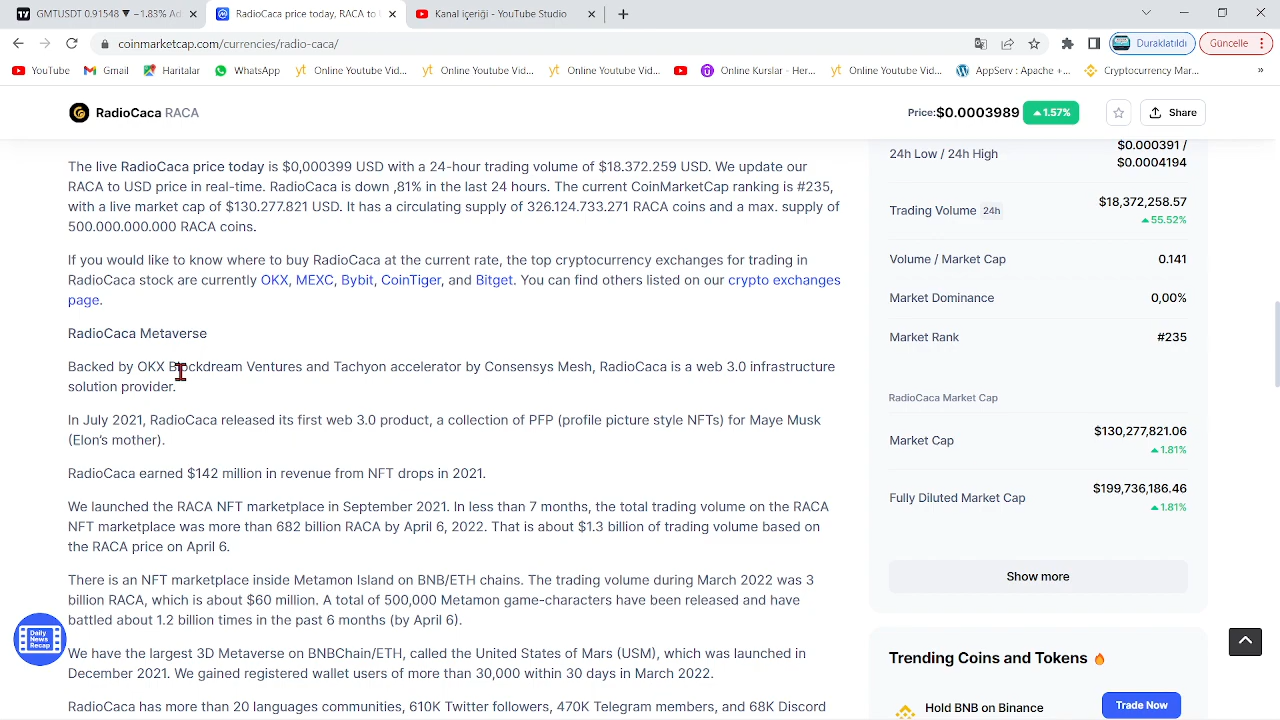 GMTUSDT 0.91548 ▼ −1.83% Ad
RadioCaca price today, RACA to U
Kanal içeriği - YouTube Studio
coinmarketcap.com/currencies/radio-caca/
Duraklatıldı
Güncelle
YouTube
Gmail
Haritalar
WhatsApp
Online Youtube Vid...
Online Youtube Vid...
Online Youtube Vid...
Online Kurslar - Her...
Online Youtube Vid...
AppServ : Apache +...
Cryptocurrency Mar...
»
RadioCaca RACA
Price:$0.0003989
▲1.57%
Share
The live RadioCaca price today is $0,000399 USD with a 24-hour trading volume of $18.372.259 USD. We update our
RACA to USD price in real-time. RadioCaca is down ,81% in the last 24 hours. The current CoinMarketCap ranking is #235,
with a live market cap of $130.277.821 USD. It has a circulating supply of 326.124.733.271 RACA coins and a max. supply of
500.000.000.000 RACA coins.
If you would like to know where to buy RadioCaca at the current rate, the top cryptocurrency exchanges for trading in
RadioCaca stock are currently OKX, MEXC, Bybit, CoinTiger, and Bitget. You can find others listed on our crypto exchanges
page.
RadioCaca Metaverse
Backed by OKX Blockdream Ventures and Tachyon accelerator by Consensys Mesh, RadioCaca is a web 3.0 infrastructure
solution provider.
In July 2021, RadioCaca released its first web 3.0 product, a collection of PFP (profile picture style NFTs) for Maye Musk
(Elon's mother).
RadioCaca earned $142 million in revenue from NFT drops in 2021.
We launched the RACA NFT marketplace in September 2021. In less than 7 months, the total trading volume on the RACA
NFT marketplace was more than 682 billion RACA by April 6, 2022. That is about $1.3 billion of trading volume based on
the RACA price on April 6.
There is an NFT marketplace inside Metamon Island on BNB/ETH chains. The trading volume during March 2022 was 3
billion RACA, which is about $60 million. A total of 500,000 Metamon game-characters have been released and have
battled about 1.2 billion times in the past 6 months (by April 6).
We have the largest 3D Metaverse on BNBChain/ETH, called the United States of Mars (USM), which was launched in
December 2021. We gained registered wallet users of more than 30,000 within 30 days in March 2022.
RadioCaca has more than 20 languages communities, 610K Twitter followers, 470K Telegram members, and 68K Discord
Daily
News
Recap
24h Low / 24h High
$0.000391 /
$0.0004194
Trading Volume 24h
$18,372,258.57
▲55.52%
Volume / Market Cap
0.141
Market Dominance
0,00%
Market Rank
#235
RadioCaca Market Cap
Market Cap
$130,277,821.06
▲1.81%
Fully Diluted Market Cap
$199,736,186.46
▲1.81%
Show more
Trending Coins and Tokens 🔥
Hold BNB on Binance
Trade Now